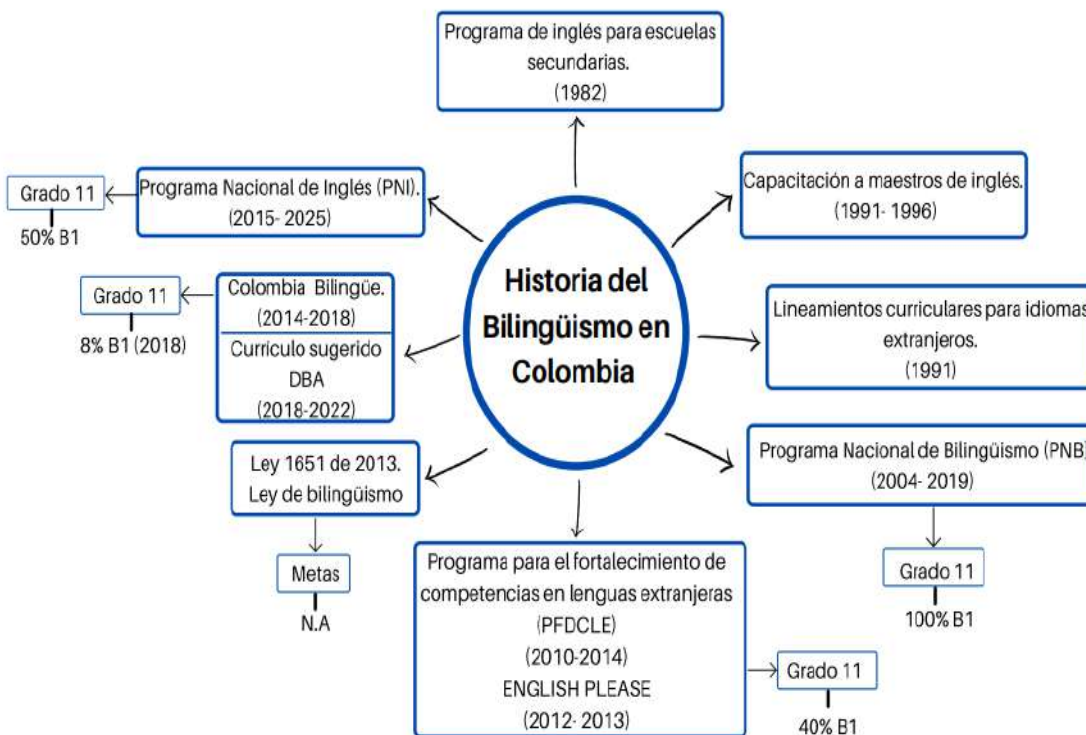 Programa de inglés para escuelas
secundarias.
(1982)
Capacitación a maestros de inglés.
(1991- 1996)
Lineamientos curriculares para idiomas
extranjeros.
(1991)
Programa Nacional de Bilingüismo (PNB)
(2004- 2019)
Grado 11
100% B1
Programa para el fortalecimiento de
competencias en lenguas extranjeras
(PFDCLE)
(2010-2014)
ENGLISH PLEASE
(2012- 2013)
Grado 11
40% B1
Ley 1651 de 2013.
Ley de bilingüismo
Metas
N.A
Colombia Bilingüe.
(2014-2018)
Currículo sugerido
DBA
(2018-2022)
Grado 11
8% B1 (2018)
Programa Nacional de Inglés (PNI).
(2015- 2025)
Grado 11
50% B1
Historia del
Bilingüismo en
Colombia